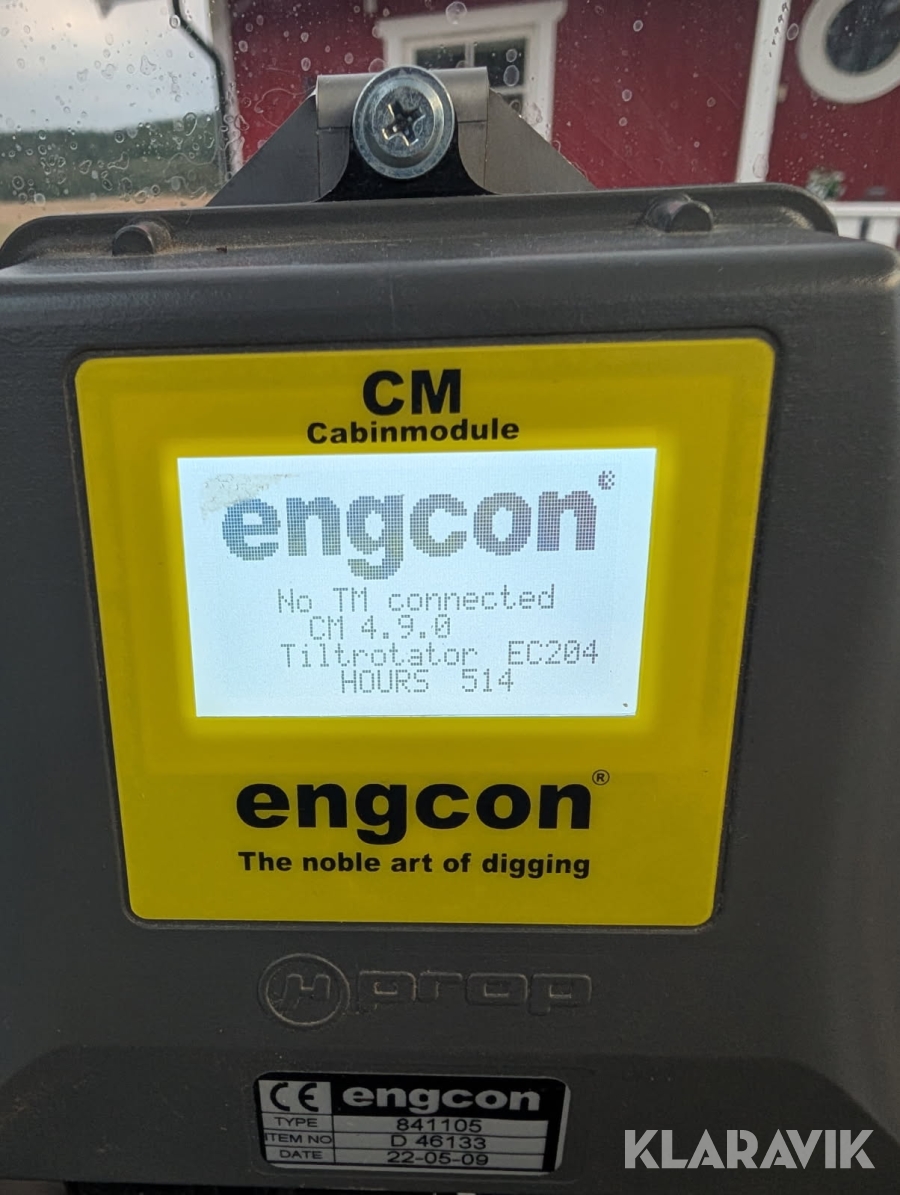 CM
Cabinmodule
engcon®
No TM connected
CM 4.9.0
Tiltrotator EC204
HOURS 514
engcon®
The noble art of digging
H prop
CE engcon
TYPE 841105
ITEM NO D 46133
DATE 22-05-09
KLARAVIK